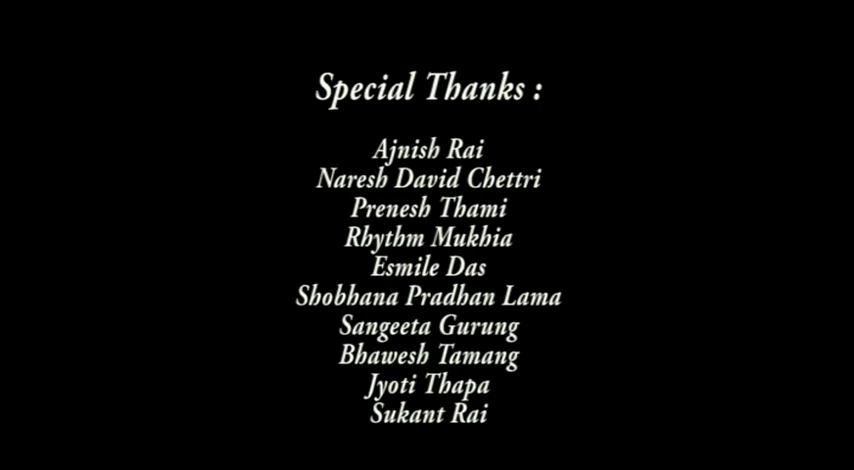 Special Thanks :
Ajnish Rai
Naresh David Chettri
Prenesh Thami
Rhythm Mukhia
Esmile Das
Shobhana Pradhan Lama
Sangeeta Gurung
Bhawesh Tamang
Jyoti Thapa
Sukant Rai